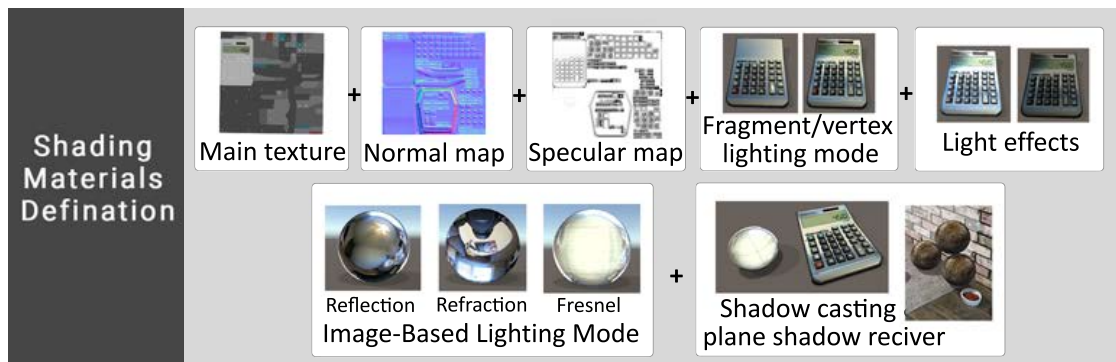 Shading
Materials
Defination
Main texture
+
Normal map
+
Specular map
+
Fragment/vertex
lighting mode
+
Light effects
Reflection
Refraction
Fresnel
Image-Based Lighting Mode
+
Shadow casting
plane shadow reciver